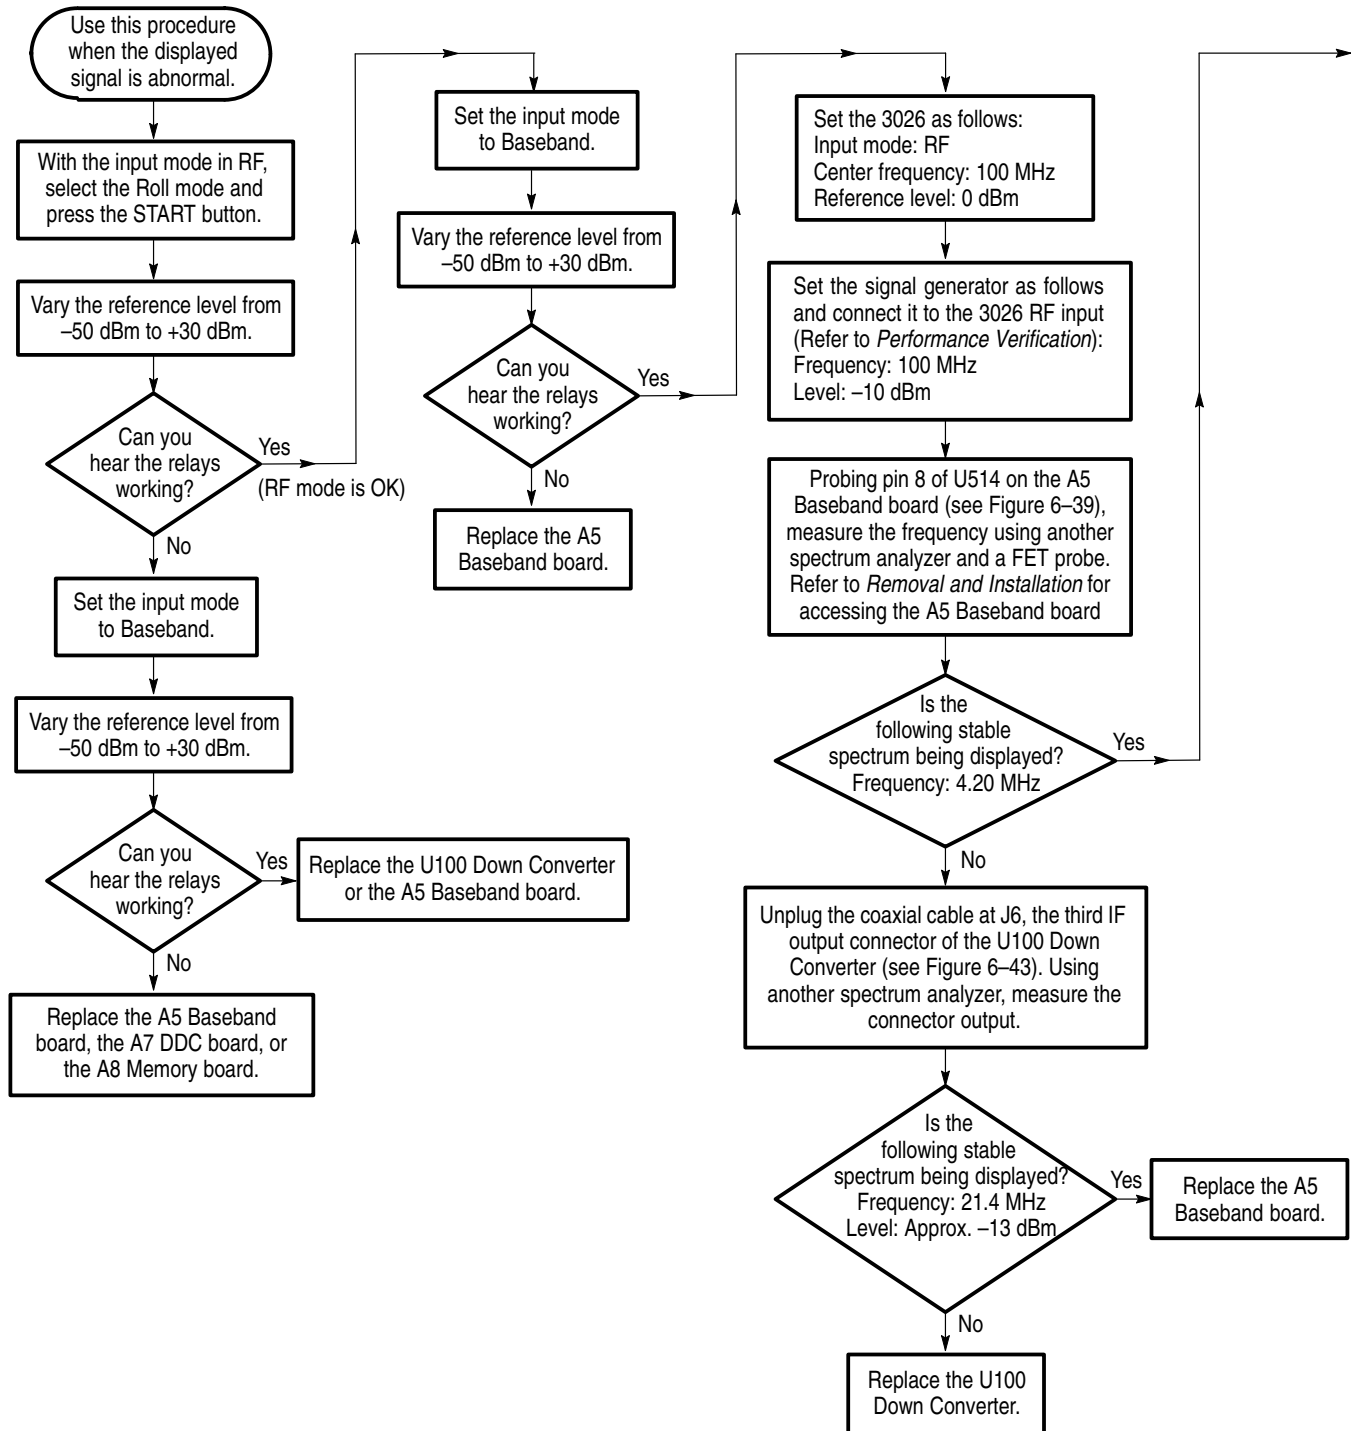 Use this procedure
when the displayed
signal is abnormal.
With the input mode in RF,
select the Roll mode and
press the START button.
Vary the reference level from
–50 dBm to +30 dBm.
Can you
hear the relays
working?
Yes
(RF mode is OK)
No
Set the input mode
to Baseband.
Vary the reference level from
–50 dBm to +30 dBm.
Can you
hear the relays
working?
Yes
Replace the U100 Down Converter
or the A5 Baseband board.
No
Replace the A5 Baseband
board, the A7 DDC board, or
the A8 Memory board.
Set the input mode
to Baseband.
Vary the reference level from
–50 dBm to +30 dBm.
Can you
hear the relays
working?
Yes
No
Replace the A5
Baseband board.
Set the 3026 as follows:
Input mode: RF
Center frequency: 100 MHz
Reference level: 0 dBm
Set the signal generator as follows
and connect it to the 3026 RF input
(Refer to Performance Verification):
Frequency: 100 MHz
Level: –10 dBm
Probing pin 8 of U514 on the A5
Baseband board (see Figure 6–39),
measure the frequency using another
spectrum analyzer and a FET probe.
Refer to Removal and Installation for
accessing the A5 Baseband board
Is the
following stable
spectrum being displayed?
Frequency: 4.20 MHz
Yes
No
Unplug the coaxial cable at J6, the third IF
output connector of the U100 Down
Converter (see Figure 6–43). Using
another spectrum analyzer, measure the
connector output.
Is the
following stable
spectrum being displayed?
Frequency: 21.4 MHz
Level: Approx. –13 dBm
Yes
Replace the A5
Baseband board.
No
Replace the U100
Down Converter.